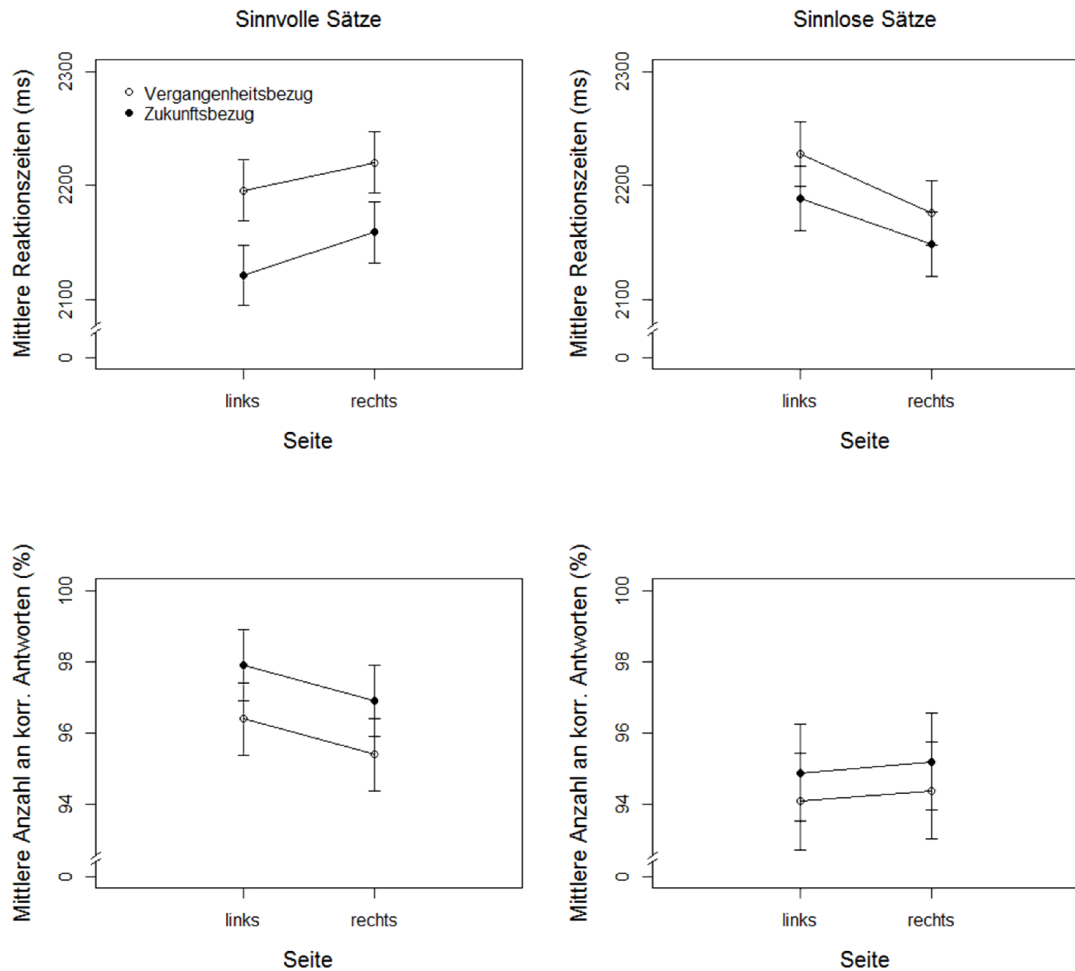 Sinnvolle Sätze
Mittlere Reaktionszeiten (ms)
2300
2200
2100
0
Vergangenheitsbezug
Zukunftsbezug
links rechts
Seite
Sinnlose Sätze
Mittlere Reaktionszeiten (ms)
2300
2200
2100
0
links rechts
Seite
Mittlere Anzahl an korr. Antworten (%)
100
98
96
94
0
links rechts
Seite
Mittlere Anzahl an korr. Antworten (%)
100
98
96
94
0
links rechts
Seite